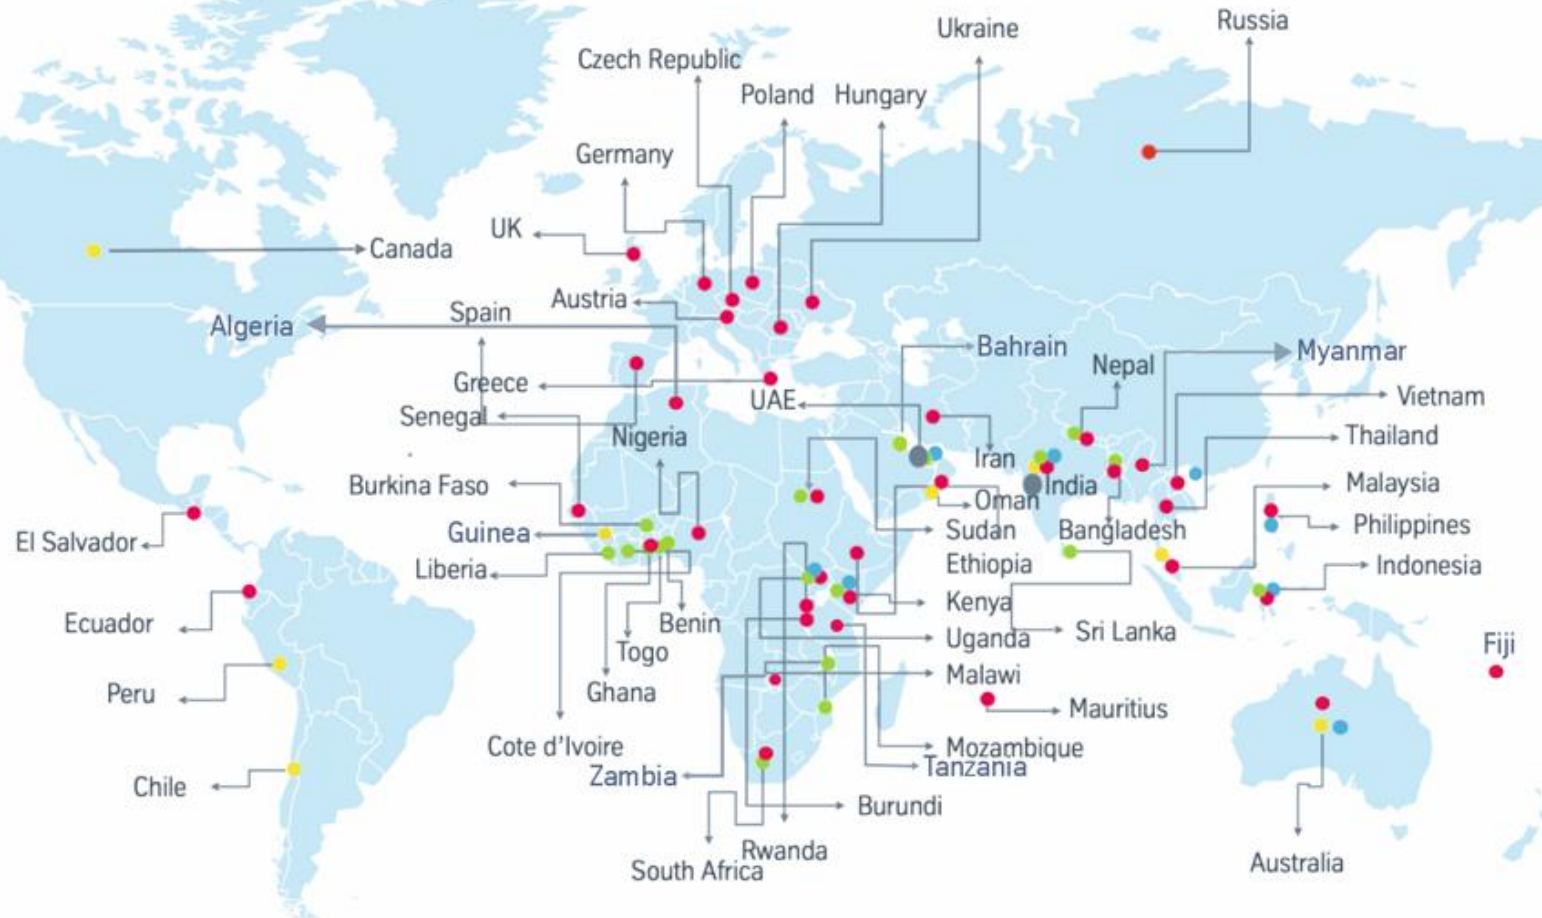 Russia
Ukraine
Czech Republic
Poland
Hungary
Germany
UK
Canada
Austria
Spain
Algeria
Bahrain
Myanmar
Nepal
Greece
UAE
Vietnam
Senegal
Nigeria
Thailand
Iran
Burkina Faso
India
Malaysia
Oman
Guinea
Sudan
Bangladesh
Philippines
El Salvador
Liberia
Ethiopia
Indonesia
Kenya
Ecuador
Benin
Uganda
Sri Lanka
Togo
Fiji
Malawi
Ghana
Peru
Mauritius
Cote d'Ivoire
Mozambique
Zambia
Tanzania
Chile
Burundi
Rwanda
South Africa
Australia